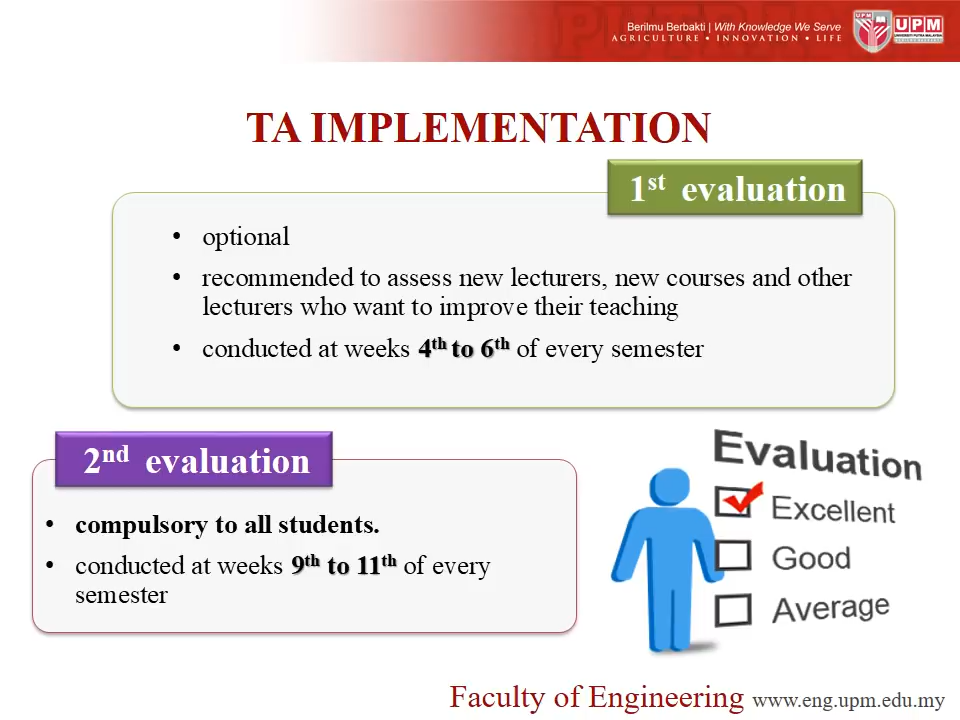 Berilmu Berbakti | With Knowledge We Serve
AGRICULTURE • INNOVATION • LIFE
UPM
UNIVERSITI PUTRA MALAYSIA
TA IMPLEMENTATION
1st evaluation
• optional
• recommended to assess new lecturers, new courses and other
lecturers who want to improve their teaching
• conducted at weeks 4th to 6th of every semester
2nd evaluation
• compulsory to all students.
• conducted at weeks 9th to 11th of every
semester
Evaluation
Excellent
Good
Average
Faculty of Engineering www.eng.upm.edu.my